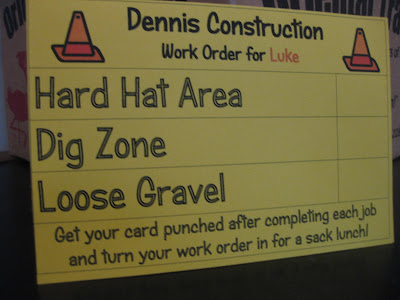 Dennis Construction
Work Order for Luke
Hard Hat Area
Dig Zone
Loose Gravel
Get your card punched after completing each job
and turn your work order in for a sack lunch!